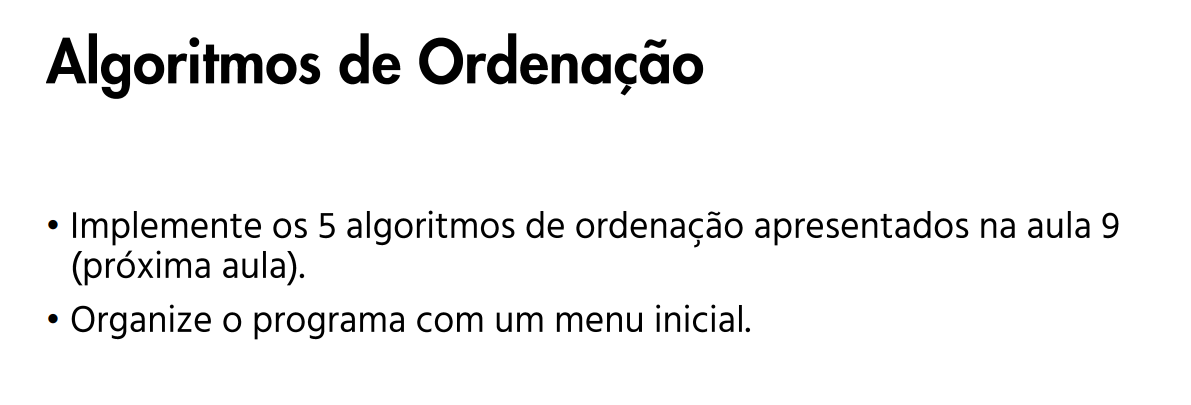 Algoritmos de Ordenação
• Implemente os 5 algoritmos de ordenação apresentados na aula 9
(próxima aula).
• Organize o programa com um menu inicial.